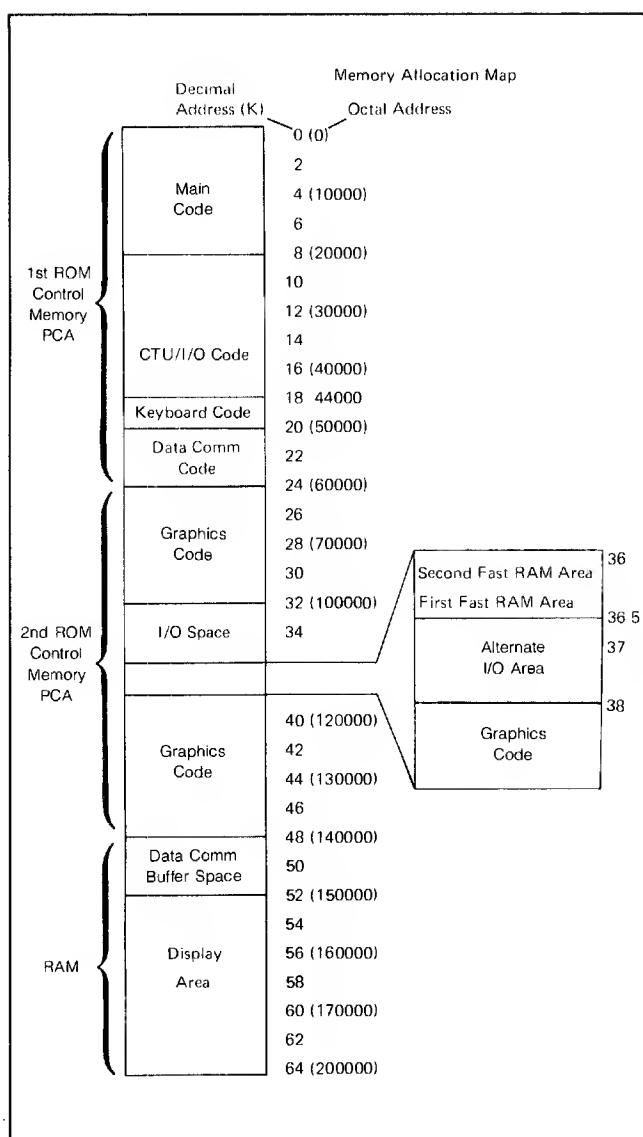 Memory Allocation Map
Decimal
Address (K)
Octal Address
0 (0)
2
Main
Code
4 (10000)
6
8 (20000)
1st ROM
Control
Memory
PCA
10
12 (30000)
14
CTU/I/O Code
16 (40000)
18 44000
Keyboard Code
20 (50000)
Data Comm
Code
22
24 (60000)
26
Graphics
Code
28 (70000)
30
32 (100000)
I/O Space
34
2nd ROM
Control
Memory
PCA
36
Second Fast RAM Area
First Fast RAM Area
36 5
Alternate
I/O Area
37
38
Graphics
Code
40 (120000)
Graphics
Code
42
44 (130000)
46
48 (140000)
Data Comm
Buffer Space
50
52 (150000)
54
RAM
Display
Area
56 (160000)
58
60 (170000)
62
64 (200000)